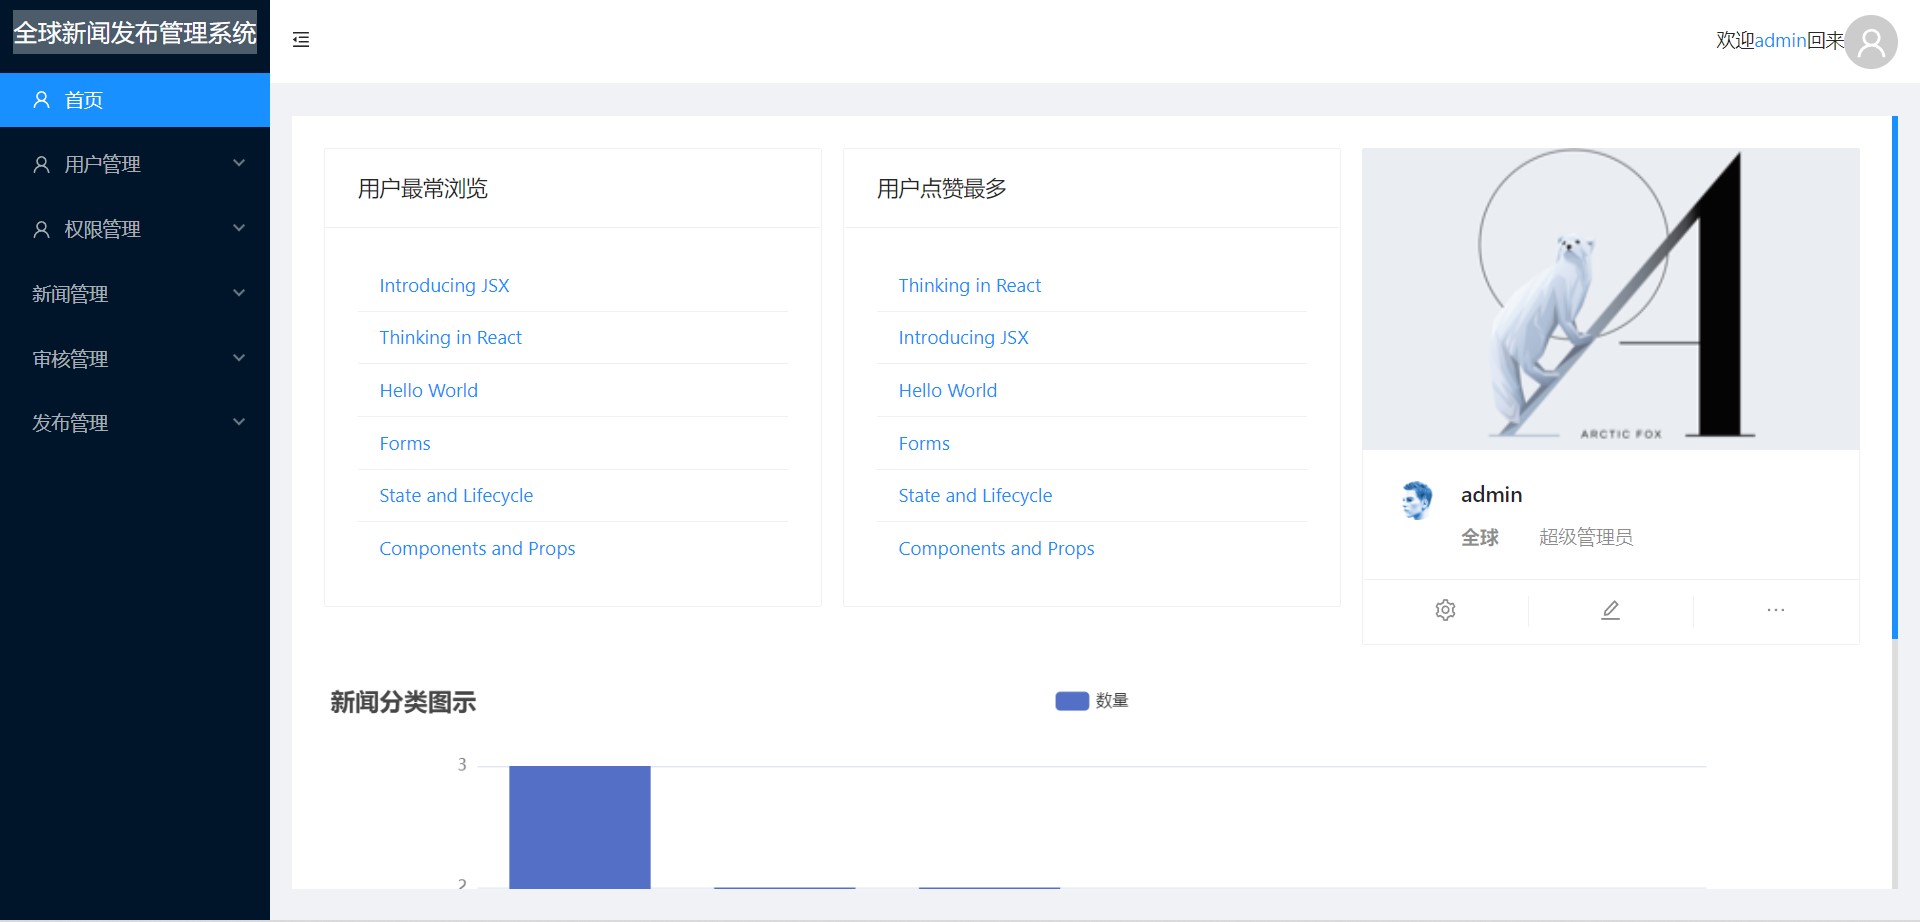 全球新闻发布管理系统
欢迎admin回来
首页
用户管理
权限管理
新闻管理
审核管理
发布管理
用户最常浏览
Introducing JSX
Thinking in React
Hello World
Forms
State and Lifecycle
Components and Props
用户点赞最多
Thinking in React
Introducing JSX
Hello World
Forms
State and Lifecycle
Components and Props
A
ARCTIC FOX
admin
全球 超级管理员
新闻分类图示
数量
3
2